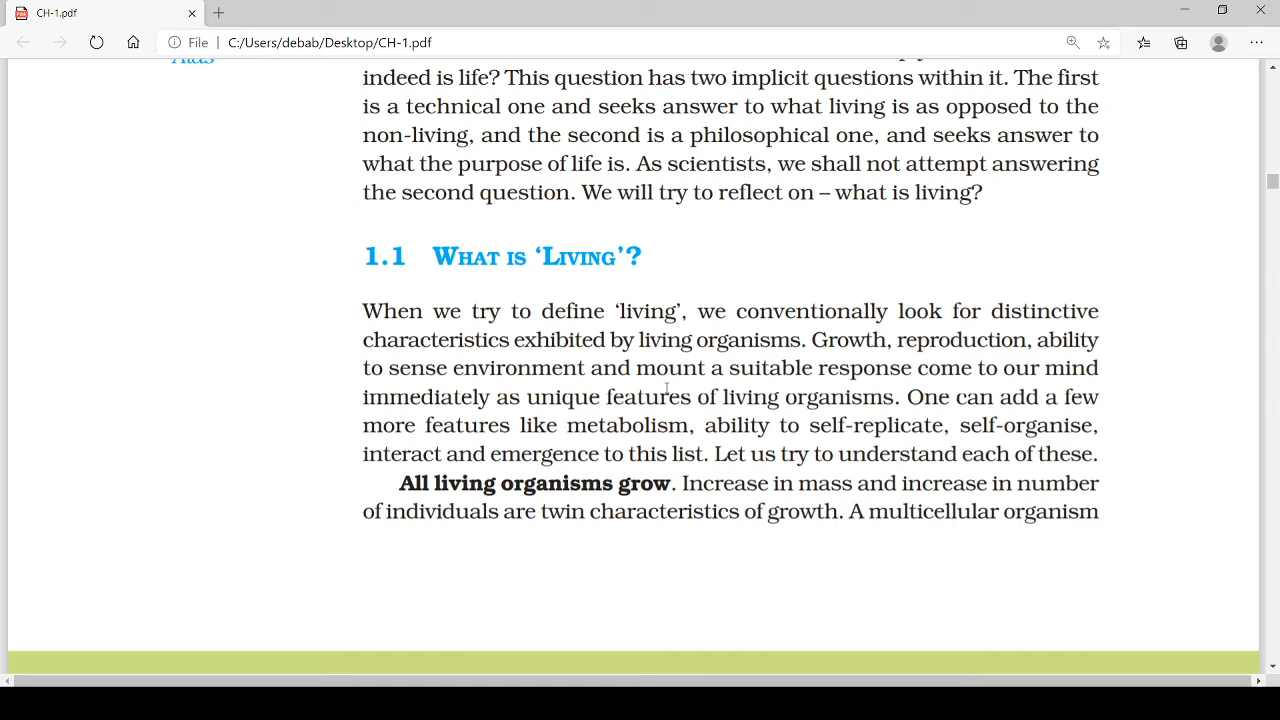 CH-1.pdf
File | C:/Users/debab/Desktop/CH-1.pdf
indeed is life? This question has two implicit questions within it. The first
is a technical one and seeks answer to what living is as opposed to the
non-living, and the second is a philosophical one, and seeks answer to
what the purpose of life is. As scientists, we shall not attempt answering
the second question. We will try to reflect on – what is living?
1.1 What is ‘Living’?
When we try to define ‘living’, we conventionally look for distinctive
characteristics exhibited by living organisms. Growth, reproduction, ability
to sense environment and mount a suitable response come to our mind
immediately as unique features of living organisms. One can add a few
more features like metabolism, ability to self-replicate, self-organise,
interact and emergence to this list. Let us try to understand each of these.
All living organisms grow. Increase in mass and increase in number
of individuals are twin characteristics of growth. A multicellular organism